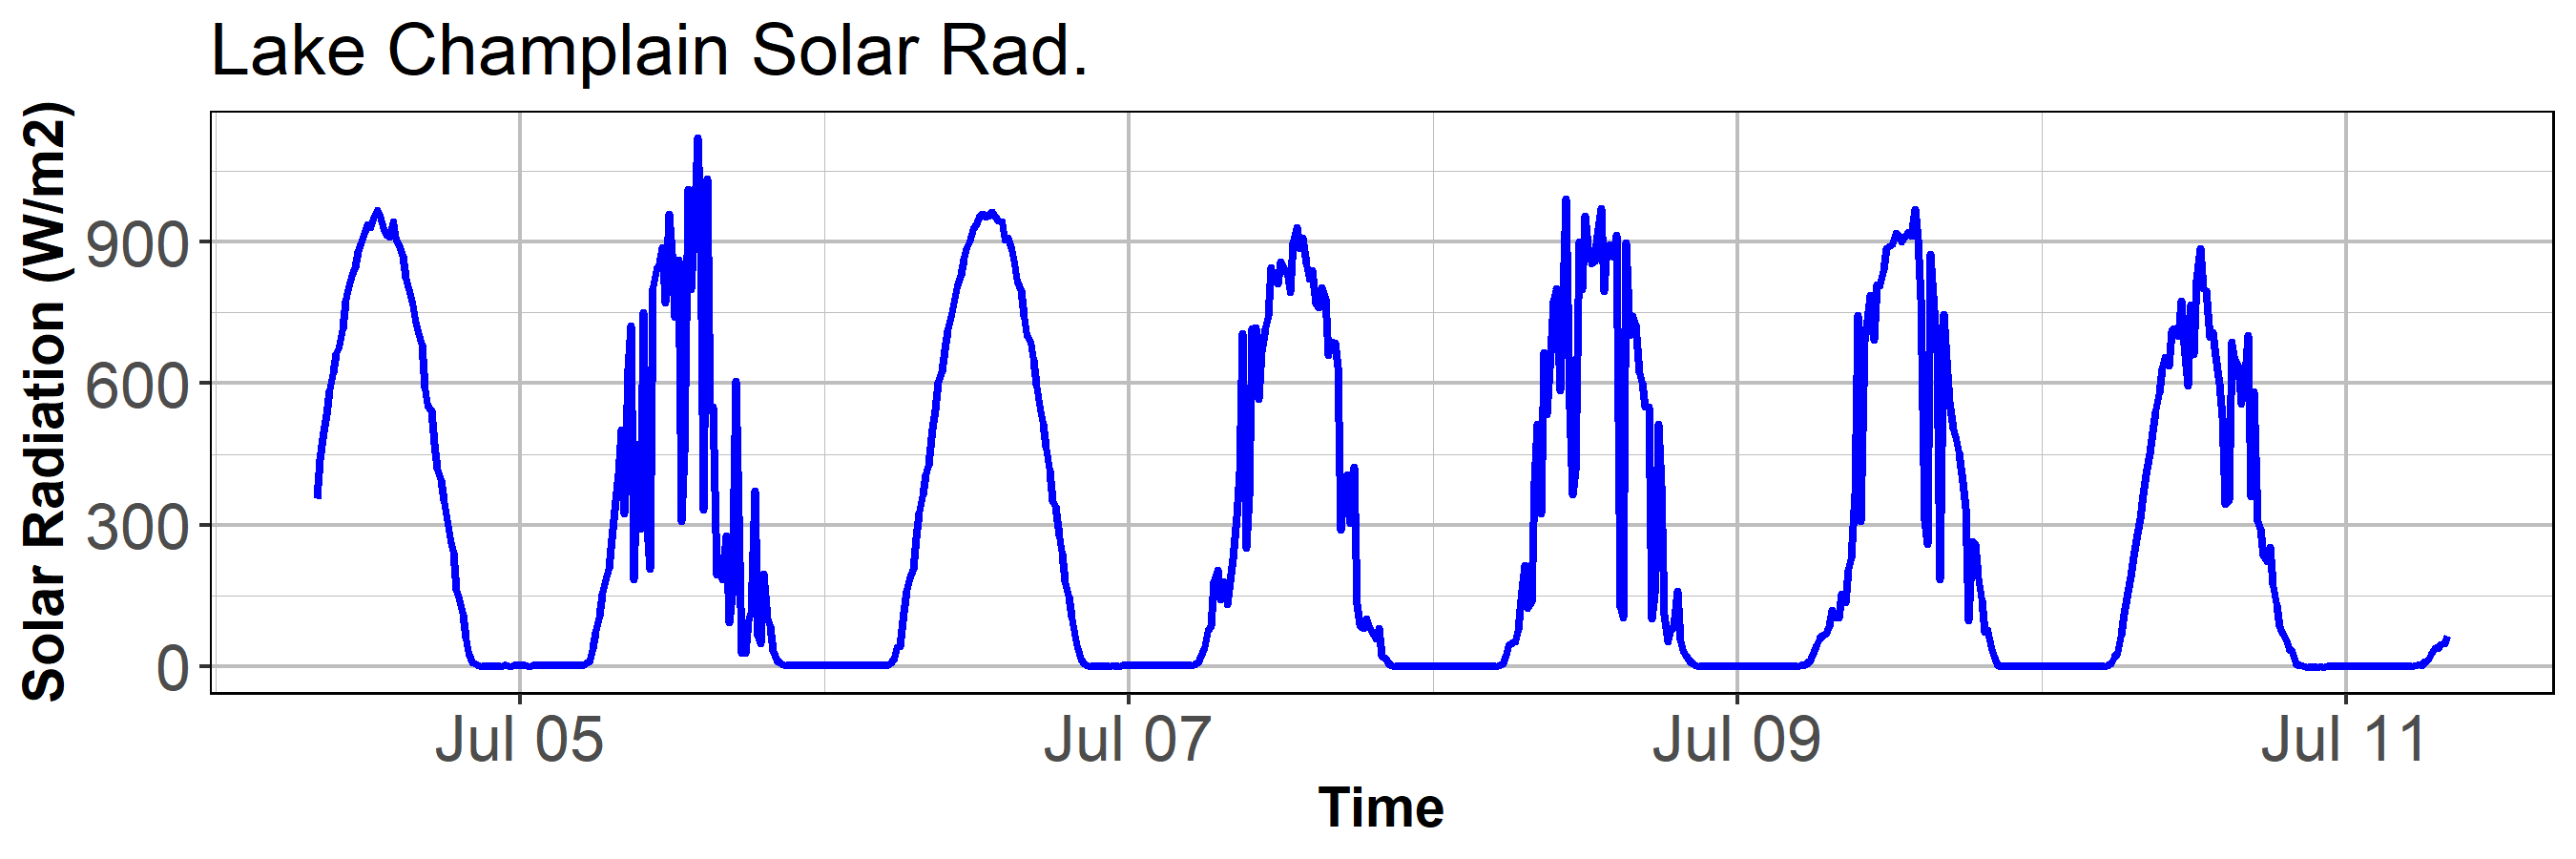 Lake Champlain Solar Rad.
Solar Radiation (W/m2)
900
600
300
0
Jul 05 Jul 07 Jul 09 Jul 11
Time